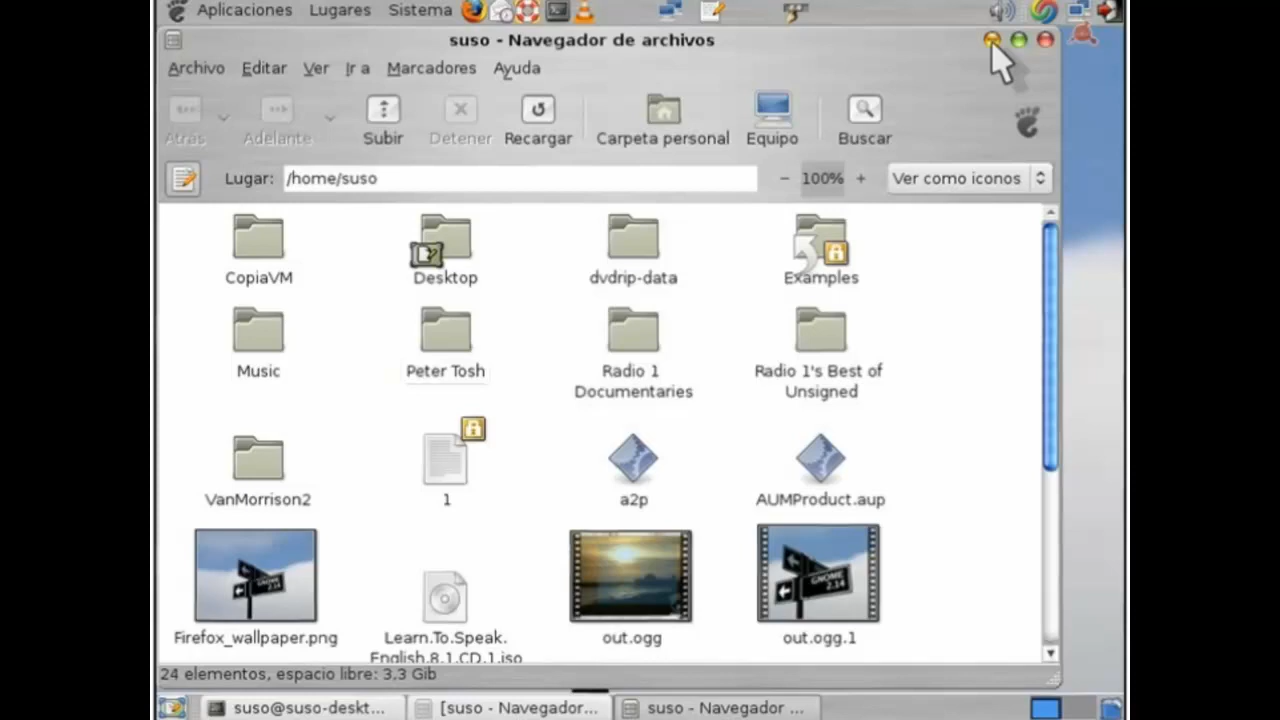 Aplicaciones Lugares Sistema
suso - Navegador de archivos
Archivo Editar Ver Ir a Marcadores Ayuda
Atrás Adelante Subir Detener Recargar Carpeta personal Equipo Buscar
Lugar: /home/suso - 100% + Ver como iconos
CopiaVM Desktop dvdrip-data Examples
Music Peter Tosh Radio 1 Documentaries Radio 1's Best of Unsigned
VanMorrison2 1 a2p AUMProduct.aup
GNOME 2.14
Firefox_wallpaper.png Learn.To.Speak.English.8.1.CD.1.iso out.ogg out.ogg.1
24 elementos, espacio libre: 3,3 Gib
suso@suso-deskt... [suso - Navegador... suso - Navegador ...